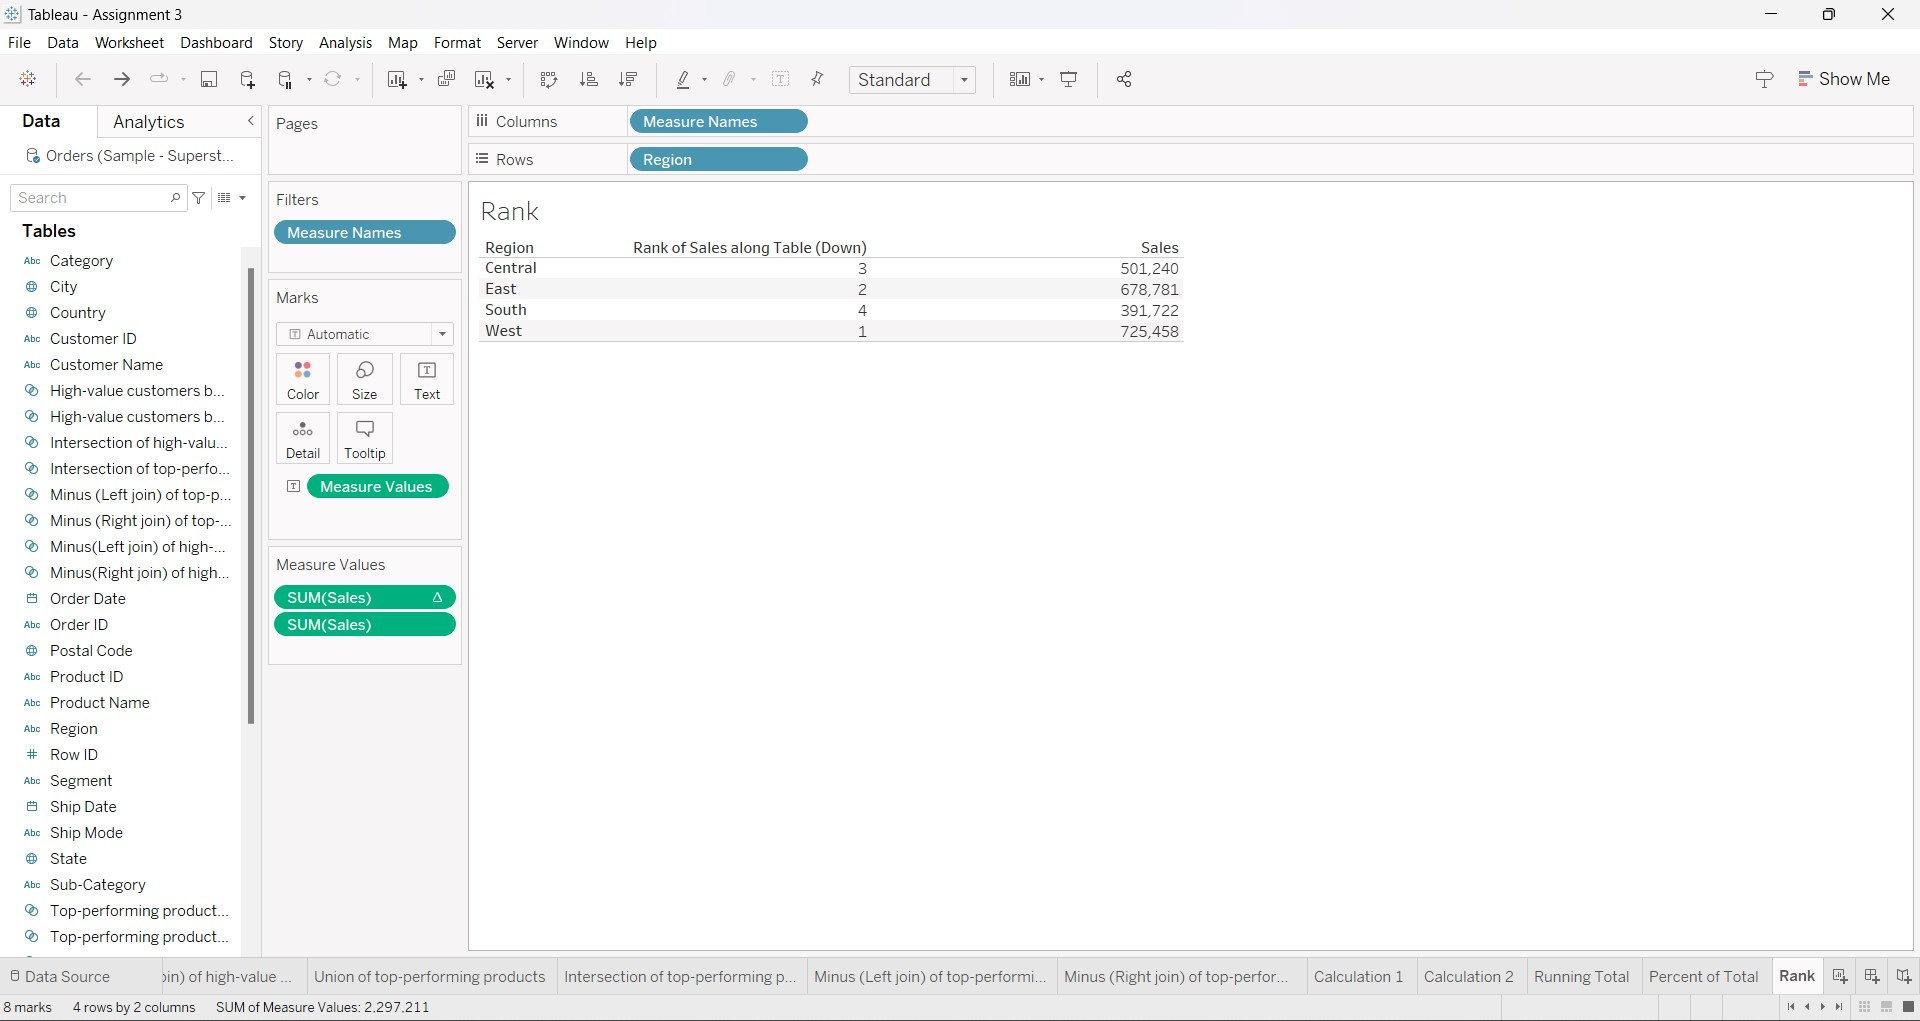 Tableau - Assignment 3
File Data Worksheet Dashboard Story Analysis Map Format Server Window Help
Standard
Show Me
Data Analytics
Orders (Sample - Superst...
Search
Tables
Abc Category
City
Country
Abc Customer ID
Abc Customer Name
High-value customers b...
High-value customers b...
Intersection of high-valu...
Intersection of top-perfo...
Minus (Left join) of top-p...
Minus (Right join) of top-...
Minus(Left join) of high-...
Minus(Right join) of high...
Order Date
Abc Order ID
Postal Code
Abc Product ID
Abc Product Name
Abc Region
# Row ID
Abc Segment
Ship Date
Abc Ship Mode
State
Abc Sub-Category
Top-performing product...
Top-performing product...
Pages
Filters
Measure Names
Marks
T Automatic
Color Size T Text
Detail Tooltip
T Measure Values
Measure Values
SUM(Sales) Δ
SUM(Sales)
Columns Measure Names
Rows Region
Rank
Region Rank of Sales along Table (Down) Sales
Central 3 501,240
East 2 678,781
South 4 391,722
West 1 725,458
Data Source oin) of high-value ... Union of top-performing products Intersection of top-performing p... Minus (Left join) of top-performi... Minus (Right join) of top-perfor... Calculation 1 Calculation 2 Running Total Percent of Total Rank
8 marks 4 rows by 2 columns SUM of Measure Values: 2,297,211